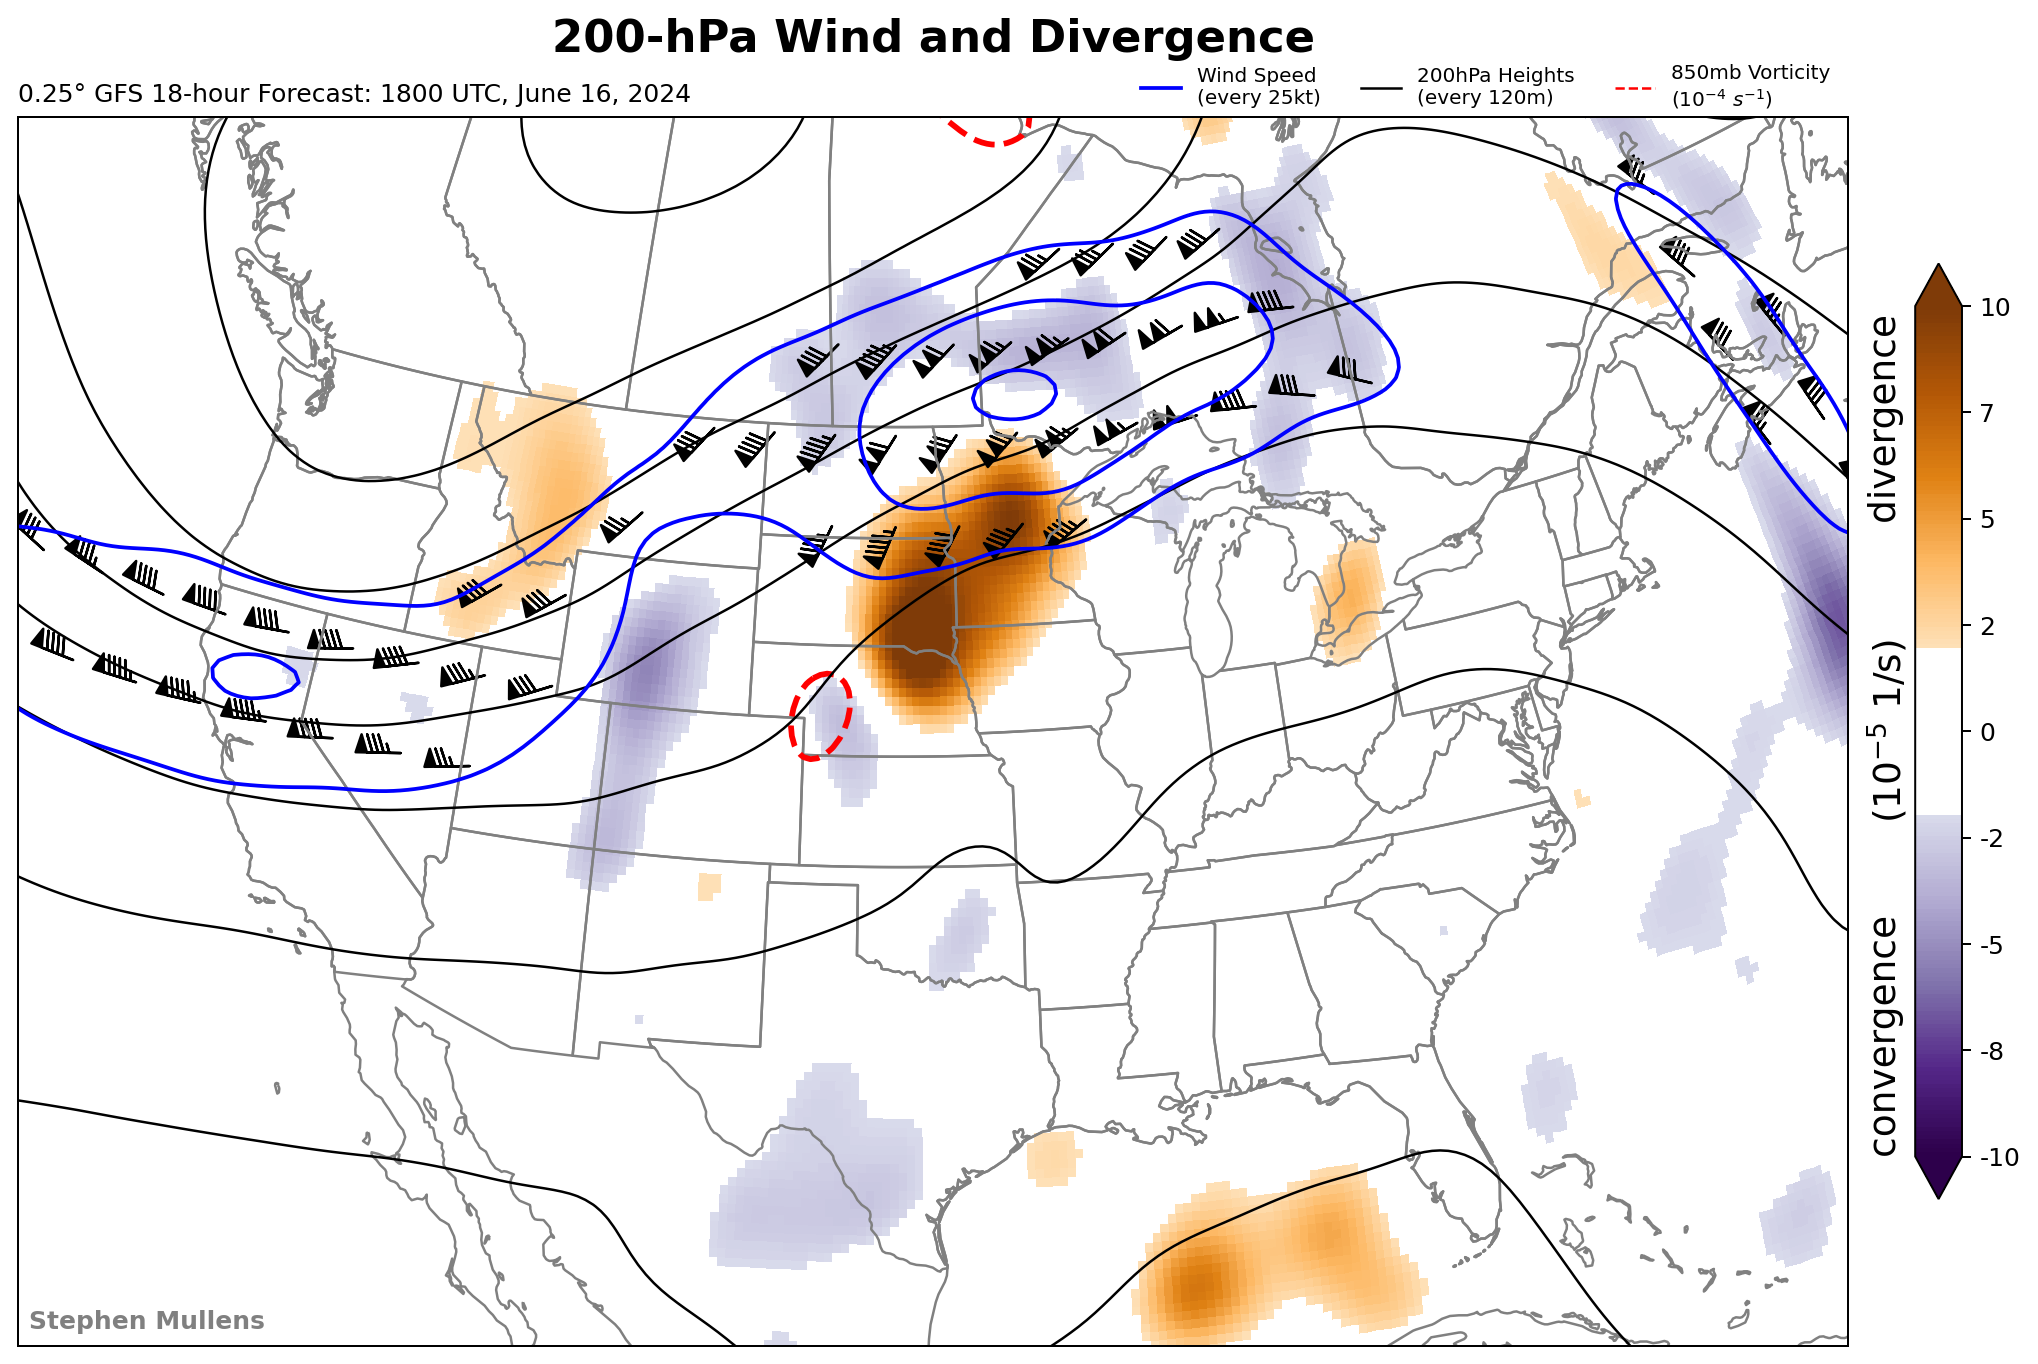 200-hPa Wind and Divergence
0.25° GFS 18-hour Forecast: 1800 UTC, June 16, 2024
Wind Speed
(every 25kt)
200hPa Heights
(every 120m)
850mb Vorticity
(10⁻⁴ s⁻¹)
10
7
5
2
0
-2
-5
-8
-10
convergence (10⁻⁵ 1/s) divergence
Stephen Mullens